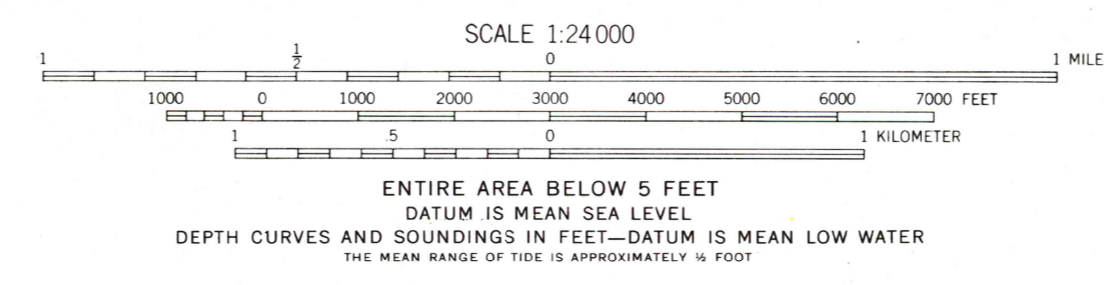 SCALE 1:24 000
1 ½ 0 1 MILE
1000 0 1000 2000 3000 4000 5000 6000 7000 FEET
1 .5 0 1 KILOMETER
ENTIRE AREA BELOW 5 FEET
DATUM IS MEAN SEA LEVEL
DEPTH CURVES AND SOUNDINGS IN FEET—DATUM IS MEAN LOW WATER
THE MEAN RANGE OF TIDE IS APPROXIMATELY ½ FOOT